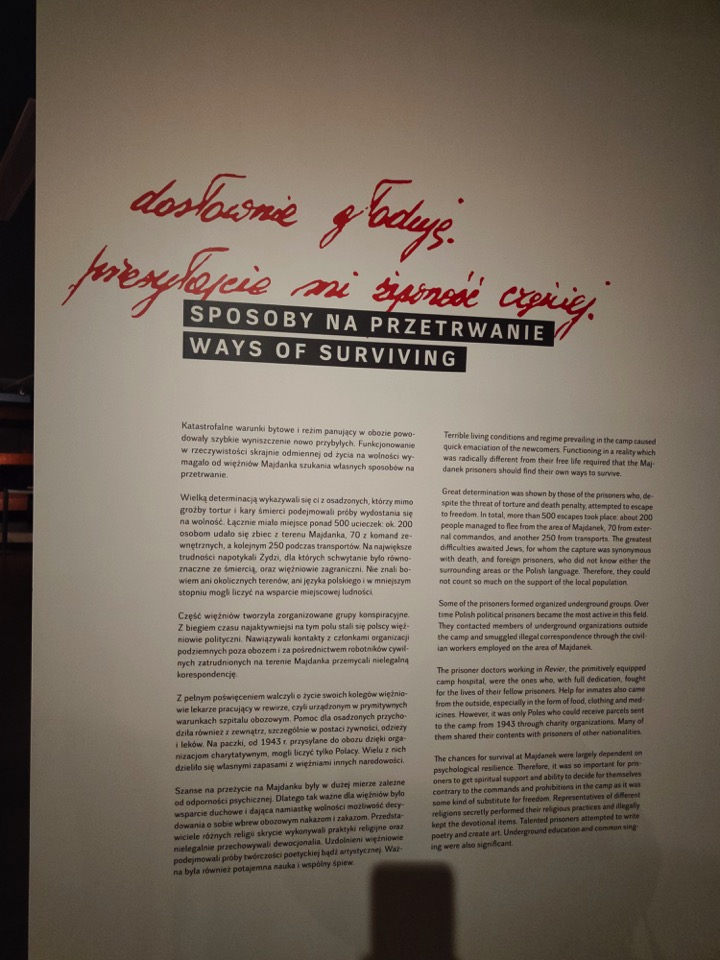 dosłownie głoduję.
przesyłajcie mi żywność częściej.
SPOSOBY NA PRZETRWANIE
WAYS OF SURVIVING
Katastrofalne warunki bytowe i reżim panujący w obozie powo-
dowały szybkie wyniszczenie nowo przybyłych. Funkcjonowanie
w rzeczywistości skrajnie odmiennej od życia na wolności wy-
magało od więźniów Majdanka szukania własnych sposobów na
przetrwanie.
Wielką determinacją wykazywali się ci z osadzonych, którzy mimo
groźby tortur i kary śmierci podejmowali próby wydostania się
na wolność. Łącznie miało miejsce ponad 500 ucieczek: ok. 200
osobom udało się zbiec z terenu Majdanka, 70 z komand ze-
wnętrznych, a kolejnym 250 podczas transportów. Na największe
trudności napotykali Żydzi, dla których schwytanie było równo-
znaczne ze śmiercią, oraz więźniowie zagraniczni. Nie znali bo-
wiem ani okolicznych terenów, ani języka polskiego i w mniejszym
stopniu mogli liczyć na wsparcie miejscowej ludności.
Część więźniów tworzyła zorganizowane grupy konspiracyjne.
Z biegiem czasu najaktywniejsi na tym polu stali się polscy więź-
niowie polityczni. Nawiązywali kontakty z członkami organizacji
podziemnych poza obozem i za pośrednictwem robotników cywil-
nych zatrudnionych na terenie Majdanka przemycali nielegalną
korespondencję.
Z pełnym poświęceniem walczyli o życie swoich kolegów więźnio-
wie lekarze pracujący w rewirze, czyli urządzonym w prymitywnych
warunkach szpitalu obozowym. Pomoc dla osadzonych przycho-
dziła również z zewnątrz, szczególnie w postaci żywności, odzieży
i leków. Na paczki, od 1943 r. przysyłane do obozu dzięki orga-
nizacjom charytatywnym, mogli liczyć tylko Polacy. Wielu z nich
dzieliło się własnymi zapasami z więźniami innych narodowości.
Szanse na przeżycie na Majdanku były w dużej mierze zależne
od odporności psychicznej. Dlatego tak ważne dla więźniów było
wsparcie duchowe i dająca namiastkę wolności możliwość decy-
dowania o sobie wbrew obozowym nakazom i zakazom. Przedsta-
wiciele różnych religii skrycie wykonywali praktyki religijne oraz
nielegalnie przechowywali dewocjonalia. Uzdolnieni więźniowie
podejmowali próby twórczości poetyckiej bądź artystycznej. Waż-
na była również potajemna nauka i wspólny śpiew.
Terrible living conditions and regime prevailing in the camp caused
quick emaciation of the newcomers. Functioning in a reality which
was radically different from their free life required that the Maj-
danek prisoners should find their own ways to survive.
Great determination was shown by those of the prisoners who, de-
spite the threat of torture and death penalty, attempted to escape
to freedom. In total, more than 500 escapes took place: about 200
people managed to flee from the area of Majdanek, 70 from exter-
nal commandos, and another 250 from transports. The greatest
difficulties awaited Jews, for whom the capture was synonymous
with death, and foreign prisoners, who did not know either the
surrounding areas or the Polish language. Therefore, they could
not count so much on the support of the local population.
Some of the prisoners formed organized underground groups. Over
time Polish political prisoners became the most active in this field.
They contacted members of underground organizations outside
the camp and smuggled illegal correspondence through the civil-
ian workers employed on the area of Majdanek.
The prisoner doctors working in Revier, the primitively equipped
camp hospital, were the ones who, with full dedication, fought
for the lives of their fellow prisoners. Help for inmates also came
from the outside, especially in the form of food, clothing and med-
icines. However, it was only Poles who could receive parcels sent
to the camp from 1943 through charity organizations. Many of
them shared their contents with prisoners of other nationalities.
The chances for survival at Majdanek were largely dependent on
psychological resilience. Therefore, it was so important for pris-
oners to get spiritual support and ability to decide for themselves
contrary to the commands and prohibitions in the camp as it was
some kind of substitute for freedom. Representatives of different
religions secretly performed their religious practices and illegally
kept the devotional items. Talented prisoners attempted to write
poetry and create art. Underground education and common sing-
ing were also significant.